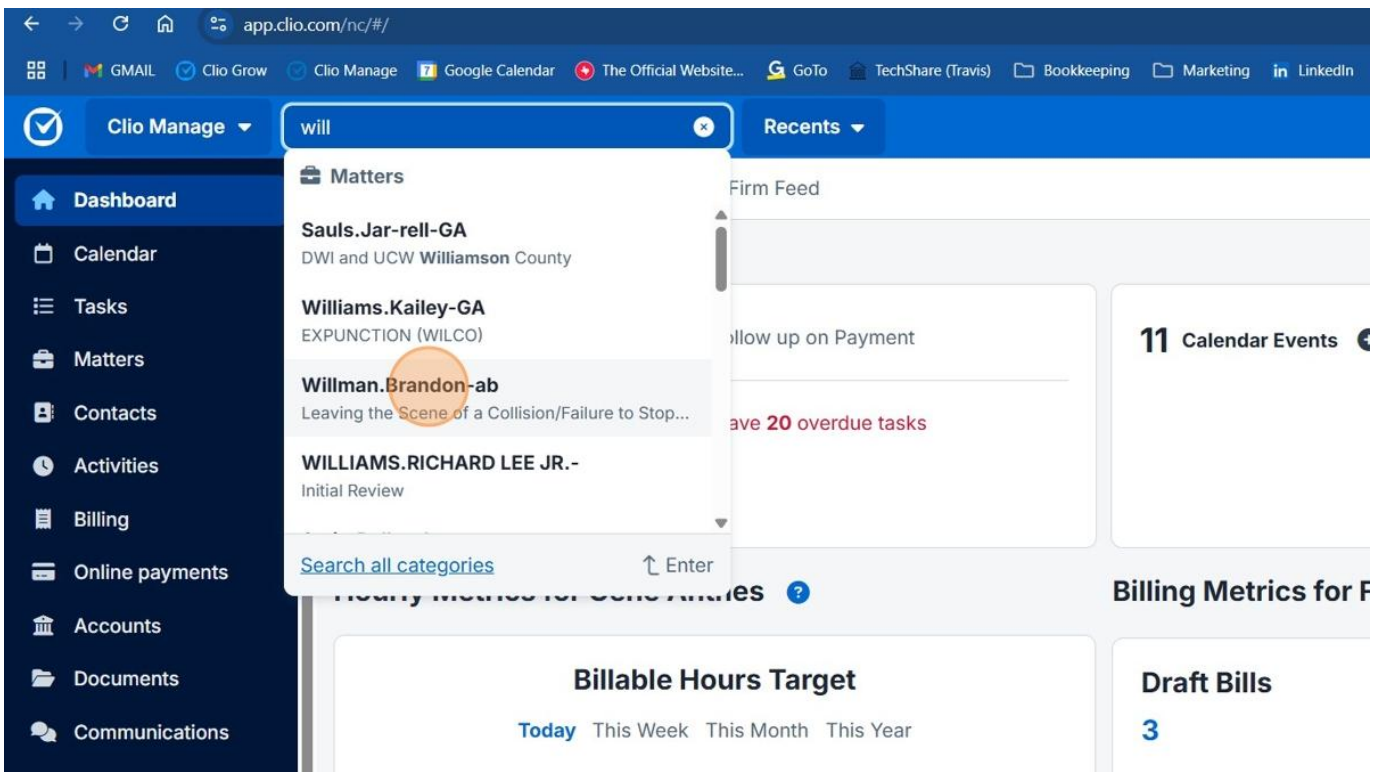 app.clio.com/nc/#/
GMAIL Clio Grow Clio Manage 7 Google Calendar The Official Website... GoTo TechShare (Travis) Bookkeeping Marketing in LinkedIn
Clio Manage will Recents
Dashboard
Calendar
Tasks
Matters
Contacts
Activities
Billing
Online payments
Accounts
Documents
Communications
Matters
Sauls.Jar-rell-GA
DWI and UCW Williamson County
Williams.Kailey-GA
EXPUNCTION (WILCO)
Willman.Brandon-ab
Leaving the Scene of a Collision/Failure to Stop...
WILLIAMS.RICHARD LEE JR.-
Initial Review
Search all categories Enter
Firm Feed
up on Payment
20 overdue tasks
11 Calendar Events
Hourly Metrics for
?
Billing Metrics for
Billable Hours Target
Today This Week This Month This Year
Draft Bills
3